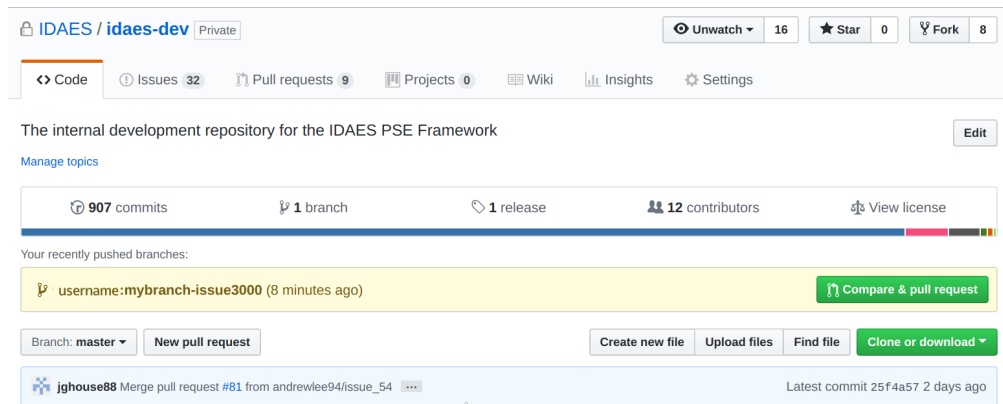 IDAES / idaes-dev Private Unwatch 16 Star 0 Fork 8
Code Issues 32 Pull requests 9 Projects 0 Wiki Insights Settings
The internal development repository for the IDAES PSE Framework Edit
Manage topics
907 commits 1 branch 1 release 12 contributors View license
Your recently pushed branches:
username:mybranch-issue3000 (8 minutes ago) Compare & pull request
Branch: master New pull request Create new file Upload files Find file Clone or download
jghouse88 Merge pull request #81 from andrewlee94/issue_54 ... Latest commit 25f4a57 2 days ago